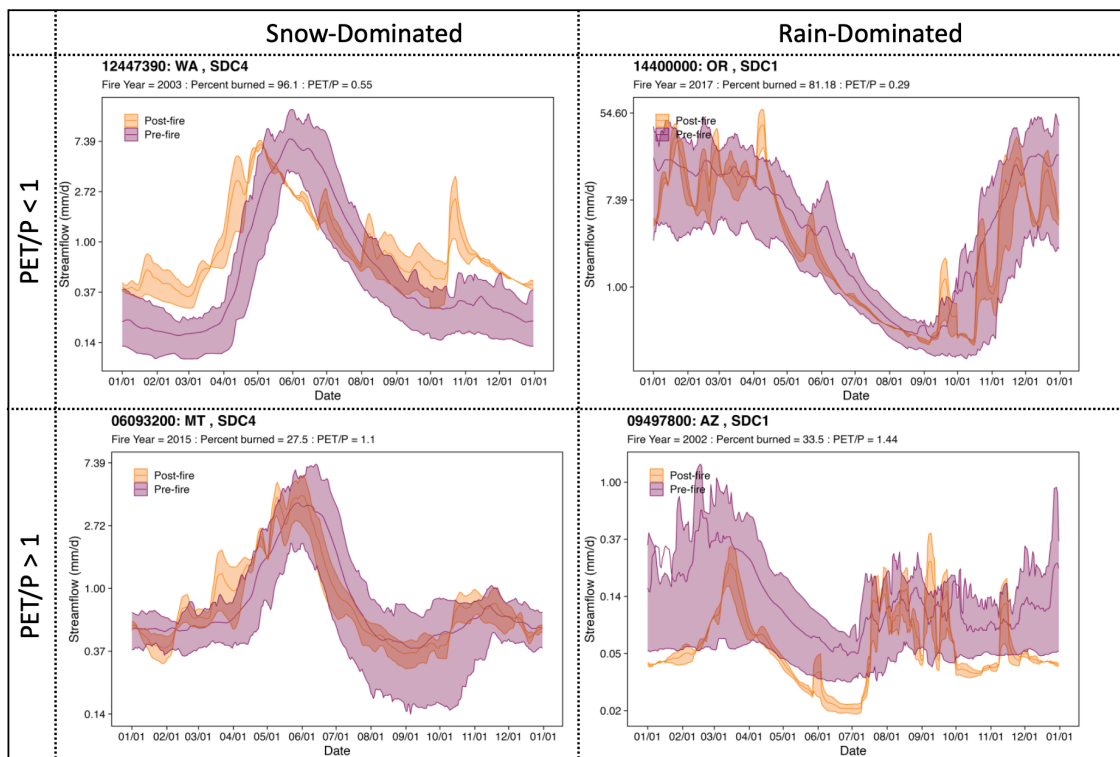 Snow-Dominated
Rain-Dominated
PET/P < 1
12447390: WA , SDC4
Fire Year = 2003 : Percent burned = 96.1 : PET/P = 0.55
Post-fire
Pre-fire
Streamflow (mm/d)
7.39
2.72
1.00
0.37
0.14
01/01 02/01 03/01 04/01 05/01 06/01 07/01 08/01 09/01 10/01 11/01 12/01 01/01
Date
14400000: OR , SDC1
Fire Year = 2017 : Percent burned = 81.18 : PET/P = 0.29
Post-fire
Pre-fire
Streamflow (mm/d)
54.60
7.39
1.00
01/01 02/01 03/01 04/01 05/01 06/01 07/01 08/01 09/01 10/01 11/01 12/01 01/01
Date
PET/P > 1
06093200: MT , SDC4
Fire Year = 2015 : Percent burned = 27.5 : PET/P = 1.1
Post-fire
Pre-fire
Streamflow (mm/d)
7.39
2.72
1.00
0.37
0.14
01/01 02/01 03/01 04/01 05/01 06/01 07/01 08/01 09/01 10/01 11/01 12/01 01/01
Date
09497800: AZ , SDC1
Fire Year = 2002 : Percent burned = 33.5 : PET/P = 1.44
Post-fire
Pre-fire
Streamflow (mm/d)
1.00
0.37
0.14
0.05
0.02
01/01 02/01 03/01 04/01 05/01 06/01 07/01 08/01 09/01 10/01 11/01 12/01 01/01
Date